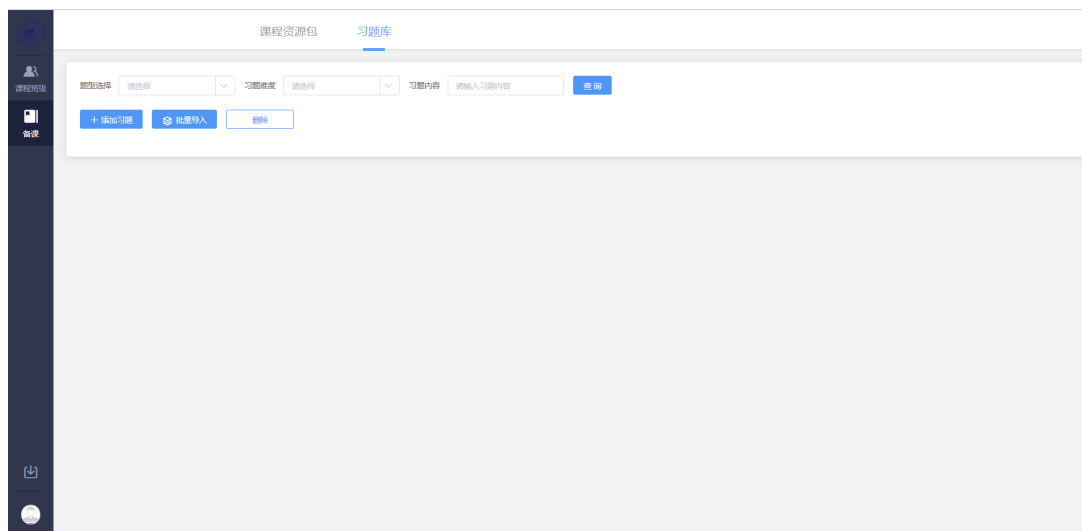 课程资源包 习题库
课程班级
备课
题型选择 请选择 习题难度 请选择 习题内容 请输入习题内容 查询
+ 添加习题 批量导入 删除